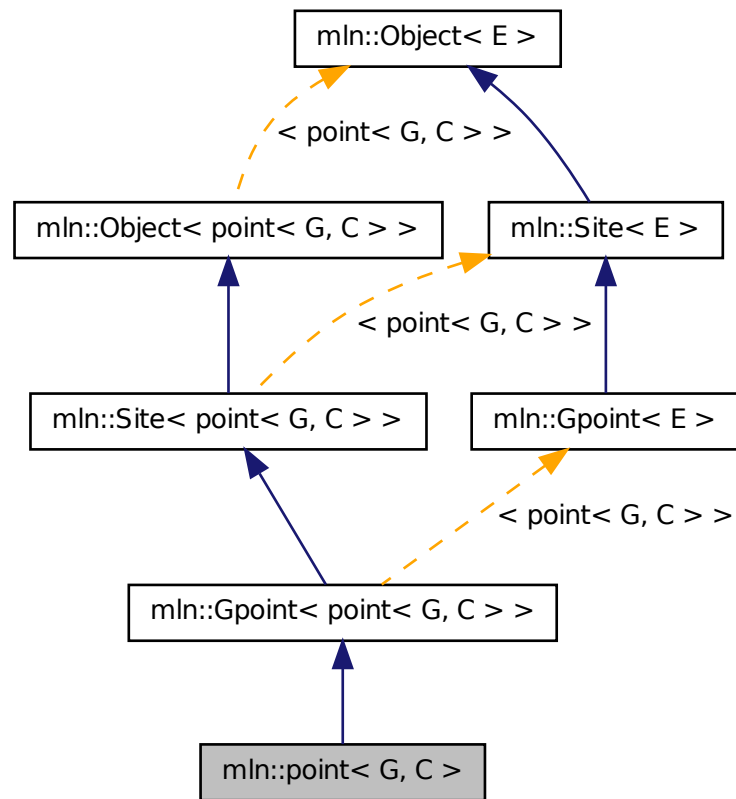 mln::Object< E >
< point< G, C > >
mln::Object< point< G, C > >
mln::Site< E >
< point< G, C > >
mln::Site< point< G, C > >
mln::Gpoint< E >
< point< G, C > >
mln::Gpoint< point< G, C > >
mln::point< G, C >